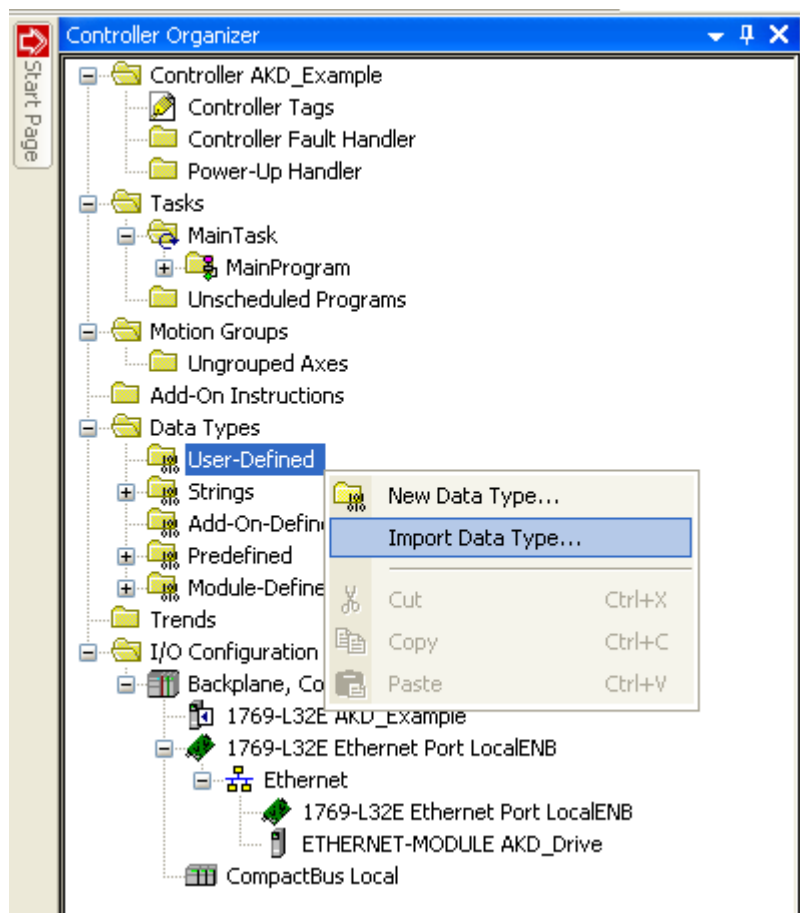 Controller Organizer
Start Page
Controller AKD_Example
Controller Tags
Controller Fault Handler
Power-Up Handler
Tasks
MainTask
MainProgram
Unscheduled Programs
Motion Groups
Ungrouped Axes
Add-On Instructions
Data Types
User-Defined
Strings
Add-On-Defin
Predefined
Module-Define
Trends
I/O Configuration
Backplane, Co
1769-L32E AKD_Example
1769-L32E Ethernet Port LocalENB
Ethernet
1769-L32E Ethernet Port LocalENB
ETHERNET-MODULE AKD_Drive
CompactBus Local
New Data Type...
Import Data Type...
Cut Ctrl+X
Copy Ctrl+C
Paste Ctrl+V